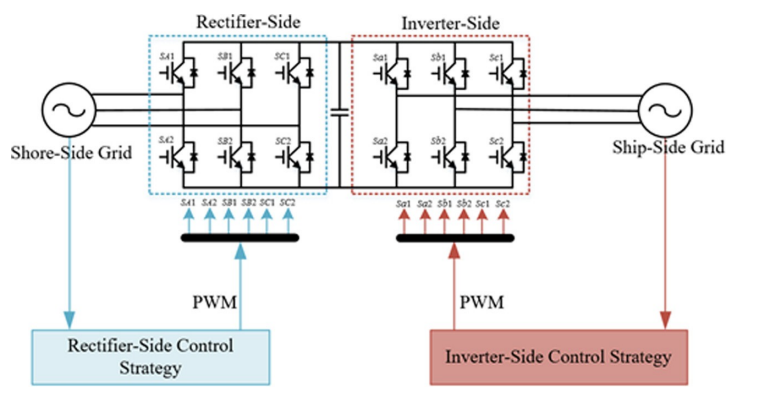 Rectifier-Side Inverter-Side
SA1 SB1 SC1 Sa1 Sb1 Sc1
SA2 SB2 SC2 Sa2 Sb2 Sc2
Shore-Side Grid Ship-Side Grid
SA1 SA2 SB1 SB2 SC1 SC2 Sa1 Sa2 Sb1 Sb2 Sc1 Sc2
PWM PWM
Rectifier-Side Control
Strategy
Inverter-Side Control Strategy